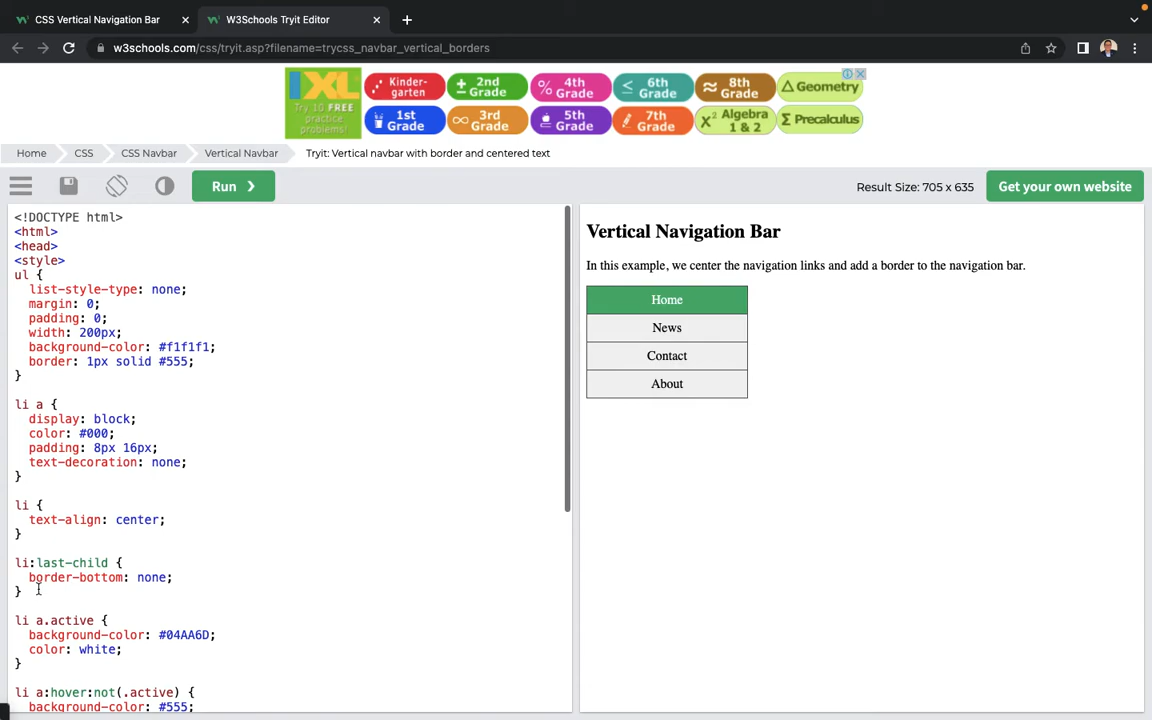 CSS Vertical Navigation Bar
W3Schools Tryit Editor
w3schools.com/css/tryit.asp?filename=trycss_navbar_vertical_borders
IXL
Try 10 FREE
practice
problems!
Kinder-
garten
2nd
Grade
4th
Grade
6th
Grade
8th
Grade
Geometry
1st
Grade
3rd
Grade
5th
Grade
7th
Grade
Algebra
1 & 2
Precalculus
Home
CSS
CSS Navbar
Vertical Navbar
Tryit: Vertical navbar with border and centered text
Run ❯
Result Size: 705 x 635
Get your own website
<!DOCTYPE html>
<html>
<head>
<style>
ul {
  list-style-type: none;
  margin: 0;
  padding: 0;
  width: 200px;
  background-color: #f1f1f1;
  border: 1px solid #555;
}
li a {
  display: block;
  color: #000;
  padding: 8px 16px;
  text-decoration: none;
}
li {
  text-align: center;
}
li:last-child {
  border-bottom: none;
}
li a.active {
  background-color: #04AA6D;
  color: white;
}
li a:hover:not(.active) {
  background-color: #555;
Vertical Navigation Bar
In this example, we center the navigation links and add a border to the navigation bar.
Home
News
Contact
About